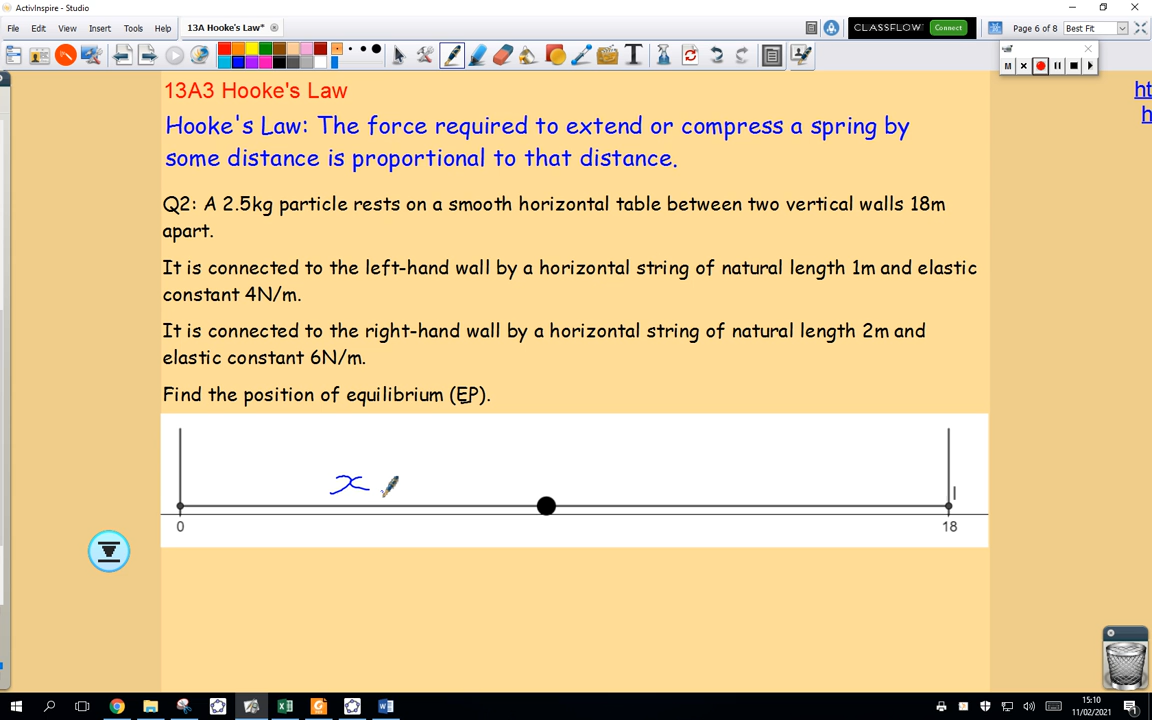 ActivInspire - Studio
File Edit View Insert Tools Help 13A Hooke's Law* CLASSFLOW Connect Page 6 of 8 Best Fit
13A3 Hooke's Law
ht
h
Hooke's Law: The force required to extend or compress a spring by
some distance is proportional to that distance.
Q2: A 2.5kg particle rests on a smooth horizontal table between two vertical walls 18m
apart.
It is connected to the left-hand wall by a horizontal string of natural length 1m and elastic
constant 4N/m.
It is connected to the right-hand wall by a horizontal string of natural length 2m and
elastic constant 6N/m.
Find the position of equilibrium (EP).
x
0 18
15:10
11/02/2021